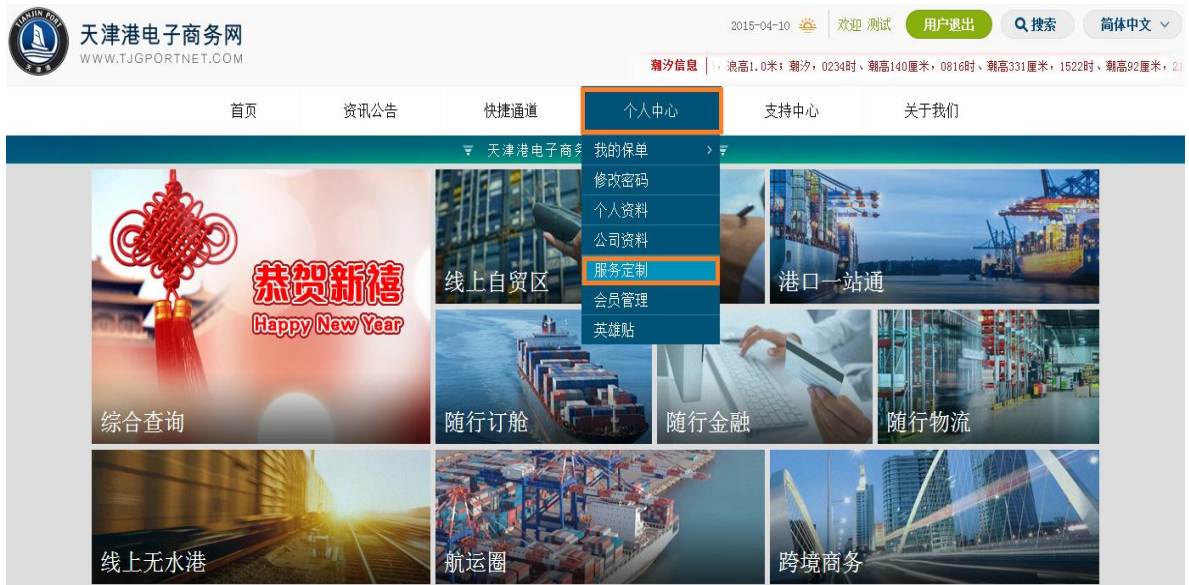 TIANJIN PORT
天津港
天津港电子商务网
WWW.TJGPORTNET.COM
2015-04-10 欢迎 测试 用户退出 搜索 简体中文
潮汐信息 ，浪高1.0米；潮汐，0234时、潮高140厘米，0816时、潮高331厘米，1522时、潮高92厘米，
首页 资讯公告 快捷通道 个人中心 支持中心 关于我们
天津港电子商务
我的保单
修改密码
个人资料
公司资料
服务定制
会员管理
英雄贴
恭贺新禧
Happy New Year
综合查询
线上自贸区
港口一站通
随行订舱
随行金融
随行物流
线上无水港
航运圈
跨境商务